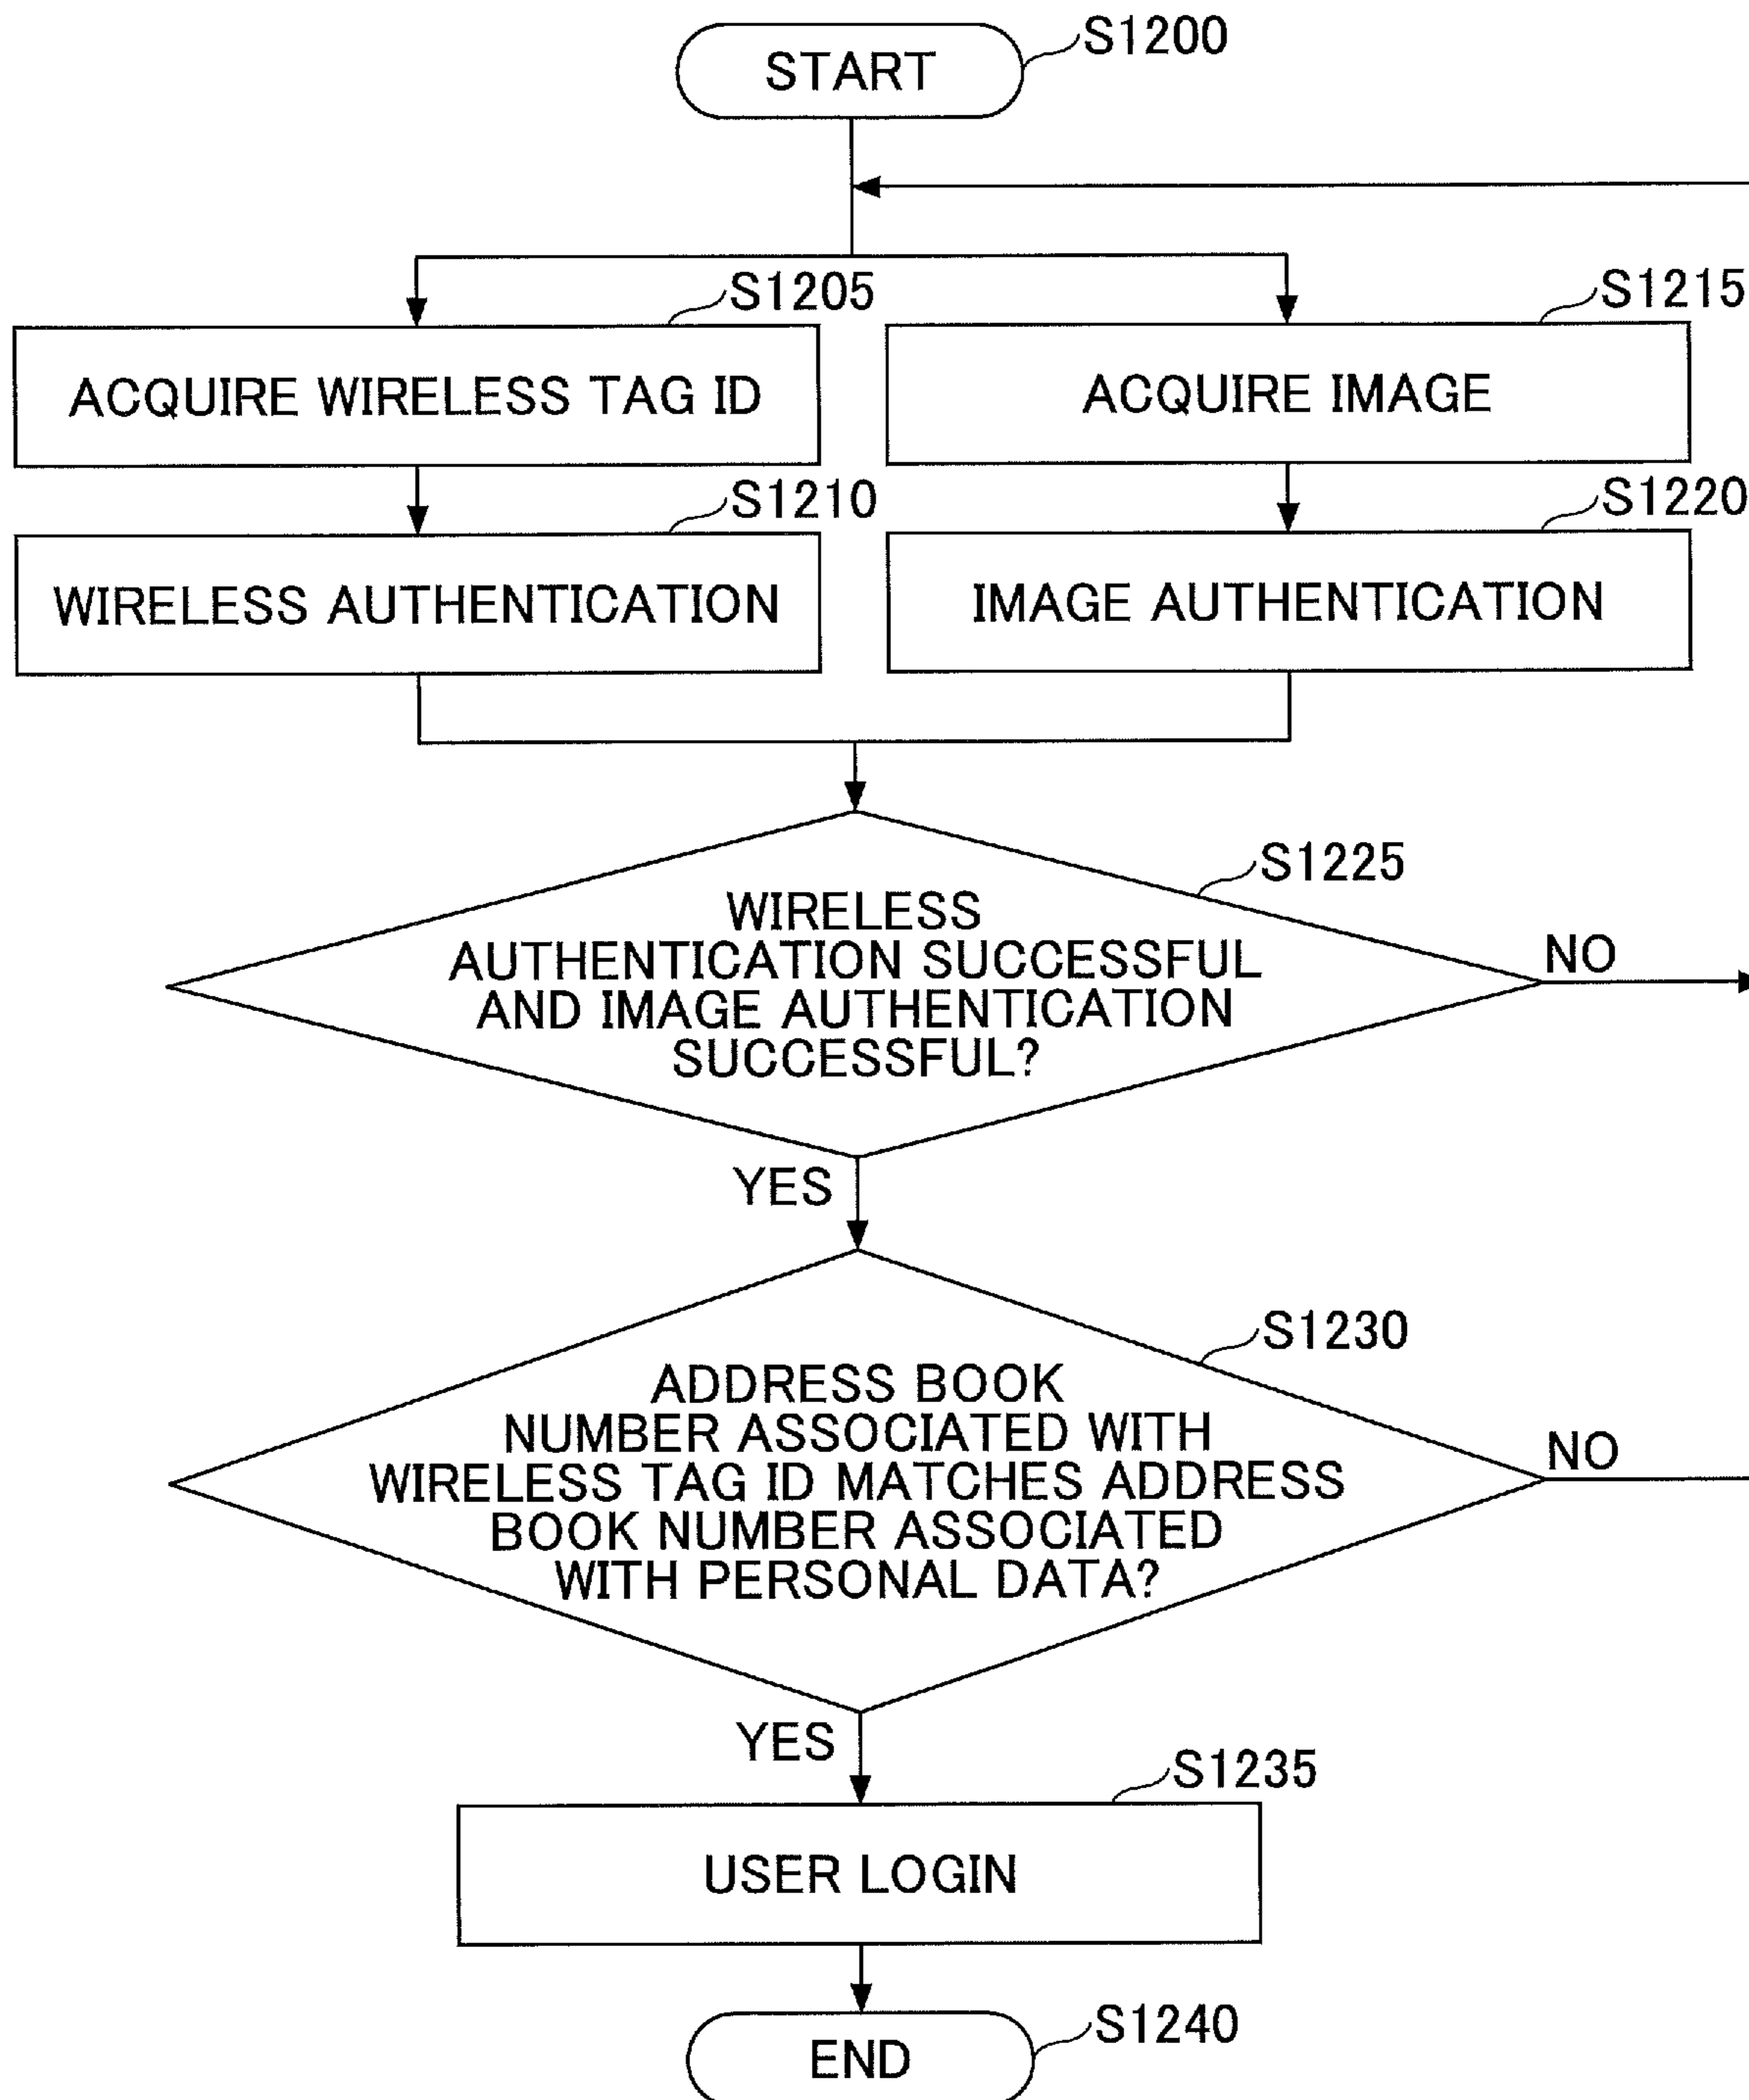 START
S1200
S1205
S1215
ACQUIRE WIRELESS TAG ID
ACQUIRE IMAGE
S1210
S1220
WIRELESS AUTHENTICATION
IMAGE AUTHENTICATION
S1225
WIRELESS
AUTHENTICATION SUCCESSFUL
AND IMAGE AUTHENTICATION
SUCCESSFUL?
NO
YES
S1230
ADDRESS BOOK
NUMBER ASSOCIATED WITH
WIRELESS TAG ID MATCHES ADDRESS
BOOK NUMBER ASSOCIATED
WITH PERSONAL DATA?
NO
YES
S1235
USER LOGIN
END
S1240